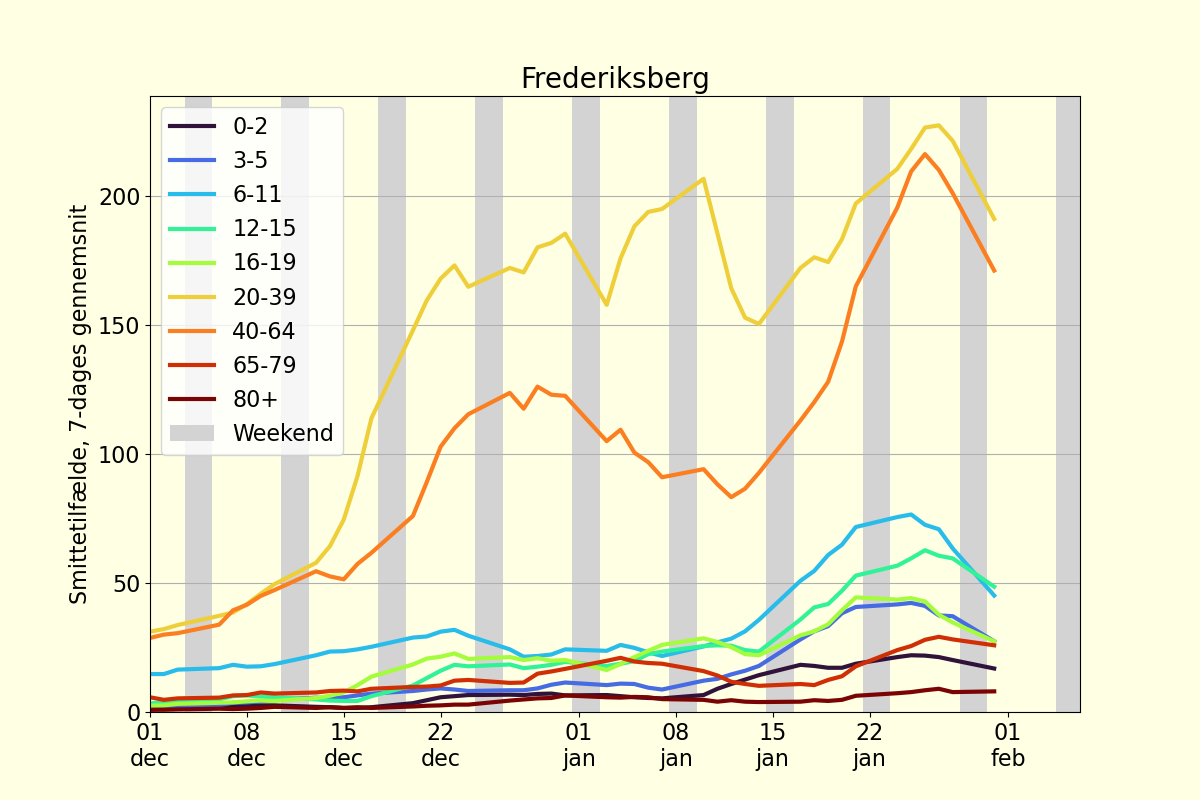 Frederiksberg
Smittetilfælde, 7-dages gennemsnit
200
150
100
50
0
0-2
3-5
6-11
12-15
16-19
20-39
40-64
65-79
80+
Weekend
01 08 15 22 01 08 15 22 01
dec dec dec dec jan jan jan jan feb